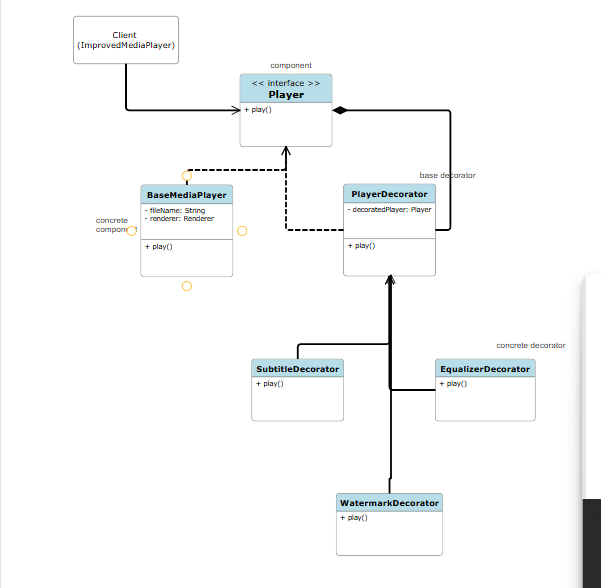 Client
(ImprovedMediaPlayer)
component
<< interface >>
Player
+ play()
base decorator
BaseMediaPlayer
- fileName: String
- renderer: Renderer
+ play()
concrete
component
PlayerDecorator
- decoratedPlayer: Player
+ play()
concrete decorator
SubtitleDecorator
+ play()
EqualizerDecorator
+ play()
WatermarkDecorator
+ play()